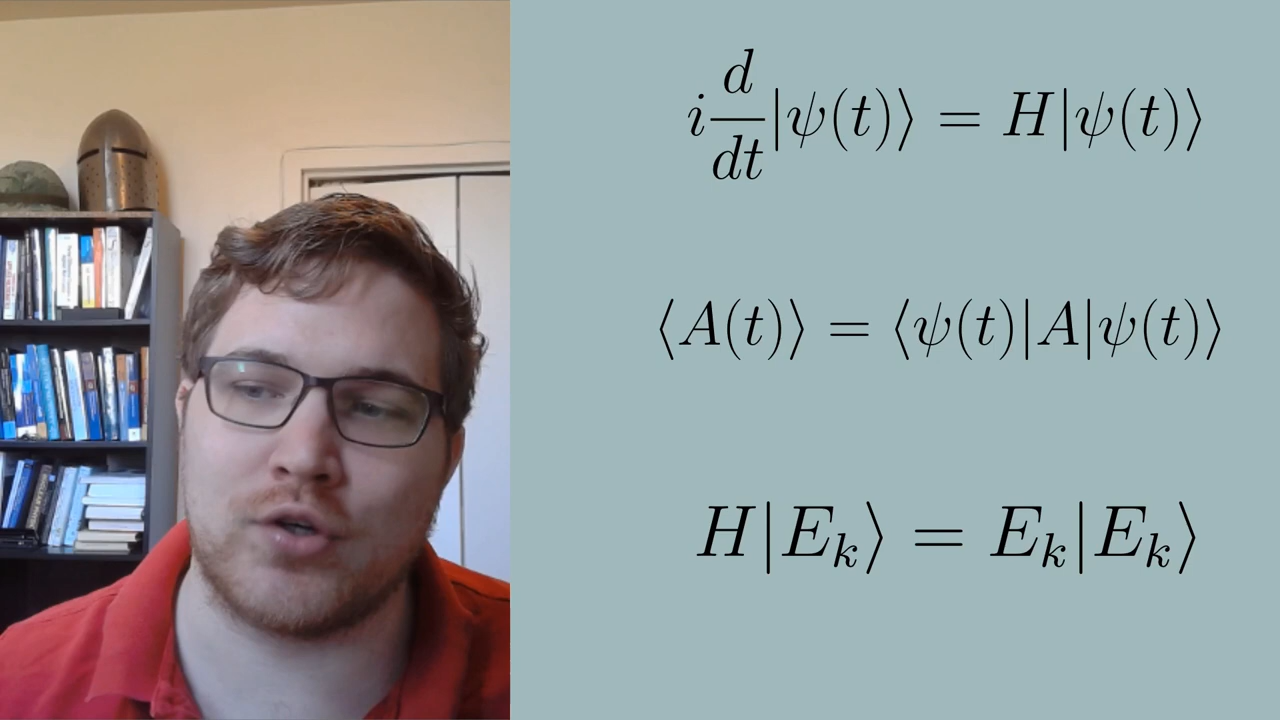 i d/dt |ψ(t)⟩ = H|ψ(t)⟩
⟨A(t)⟩ = ⟨ψ(t)|A|ψ(t)⟩
H|E_k⟩ = E_k|E_k⟩